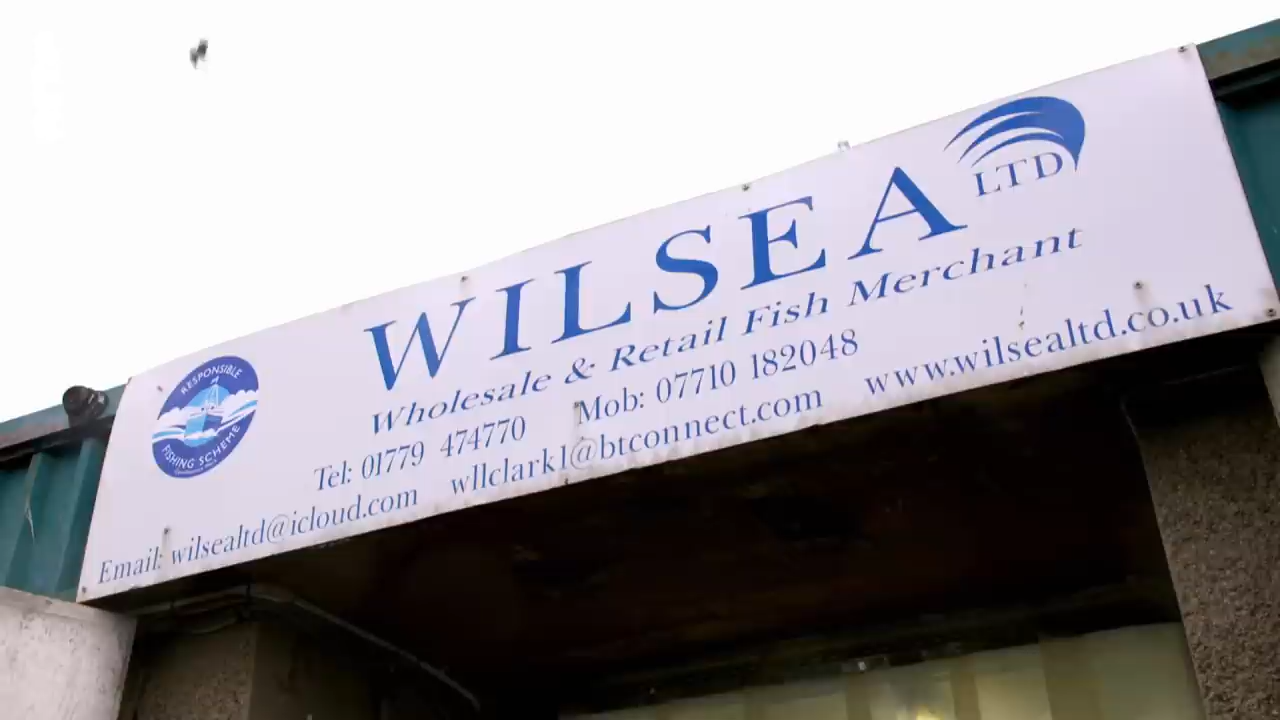 WILSEA LTD
Wholesale & Retail Fish Merchant
Tel: 01779 474770 Mob: 07710 182048
Email: wilsealtd@icloud.com wllclark1@btconnect.com www.wilsealtd.co.uk
RESPONSIBLE
FISHING SCHEME